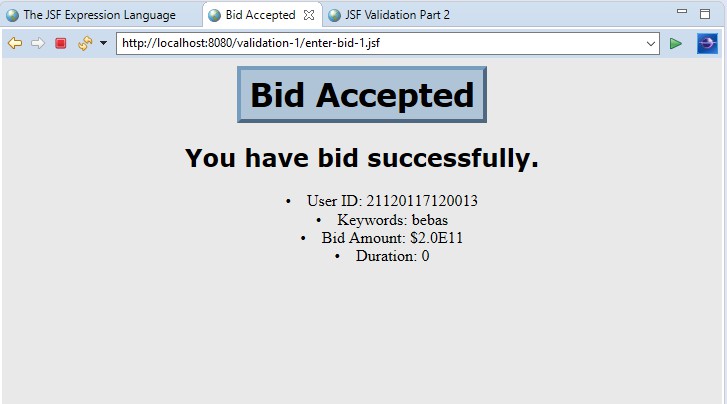 The JSF Expression Language Bid Accepted JSF Validation Part 2
http://localhost:8080/validation-1/enter-bid-1.jsf
Bid Accepted
You have bid successfully.
• User ID: 21120117120013
• Keywords: bebas
• Bid Amount: $2.0E11
• Duration: 0